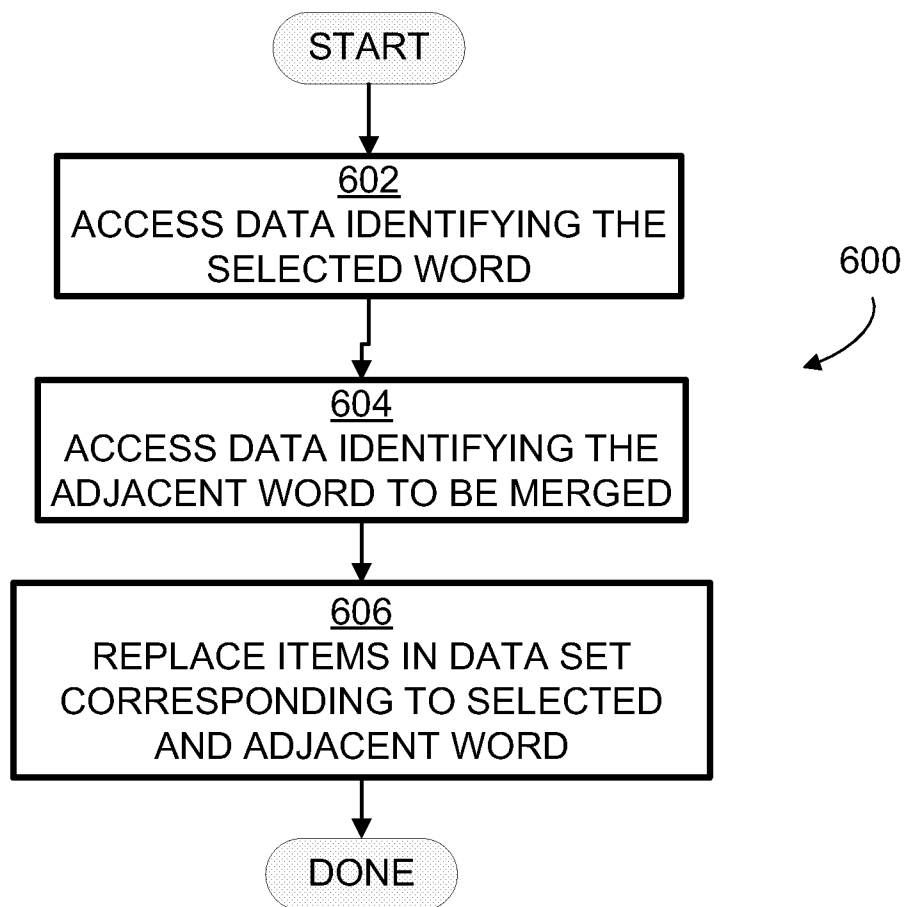 START
602
ACCESS DATA IDENTIFYING THE
SELECTED WORD
600
604
ACCESS DATA IDENTIFYING THE
ADJACENT WORD TO BE MERGED
606
REPLACE ITEMS IN DATA SET
CORRESPONDING TO SELECTED
AND ADJACENT WORD
DONE